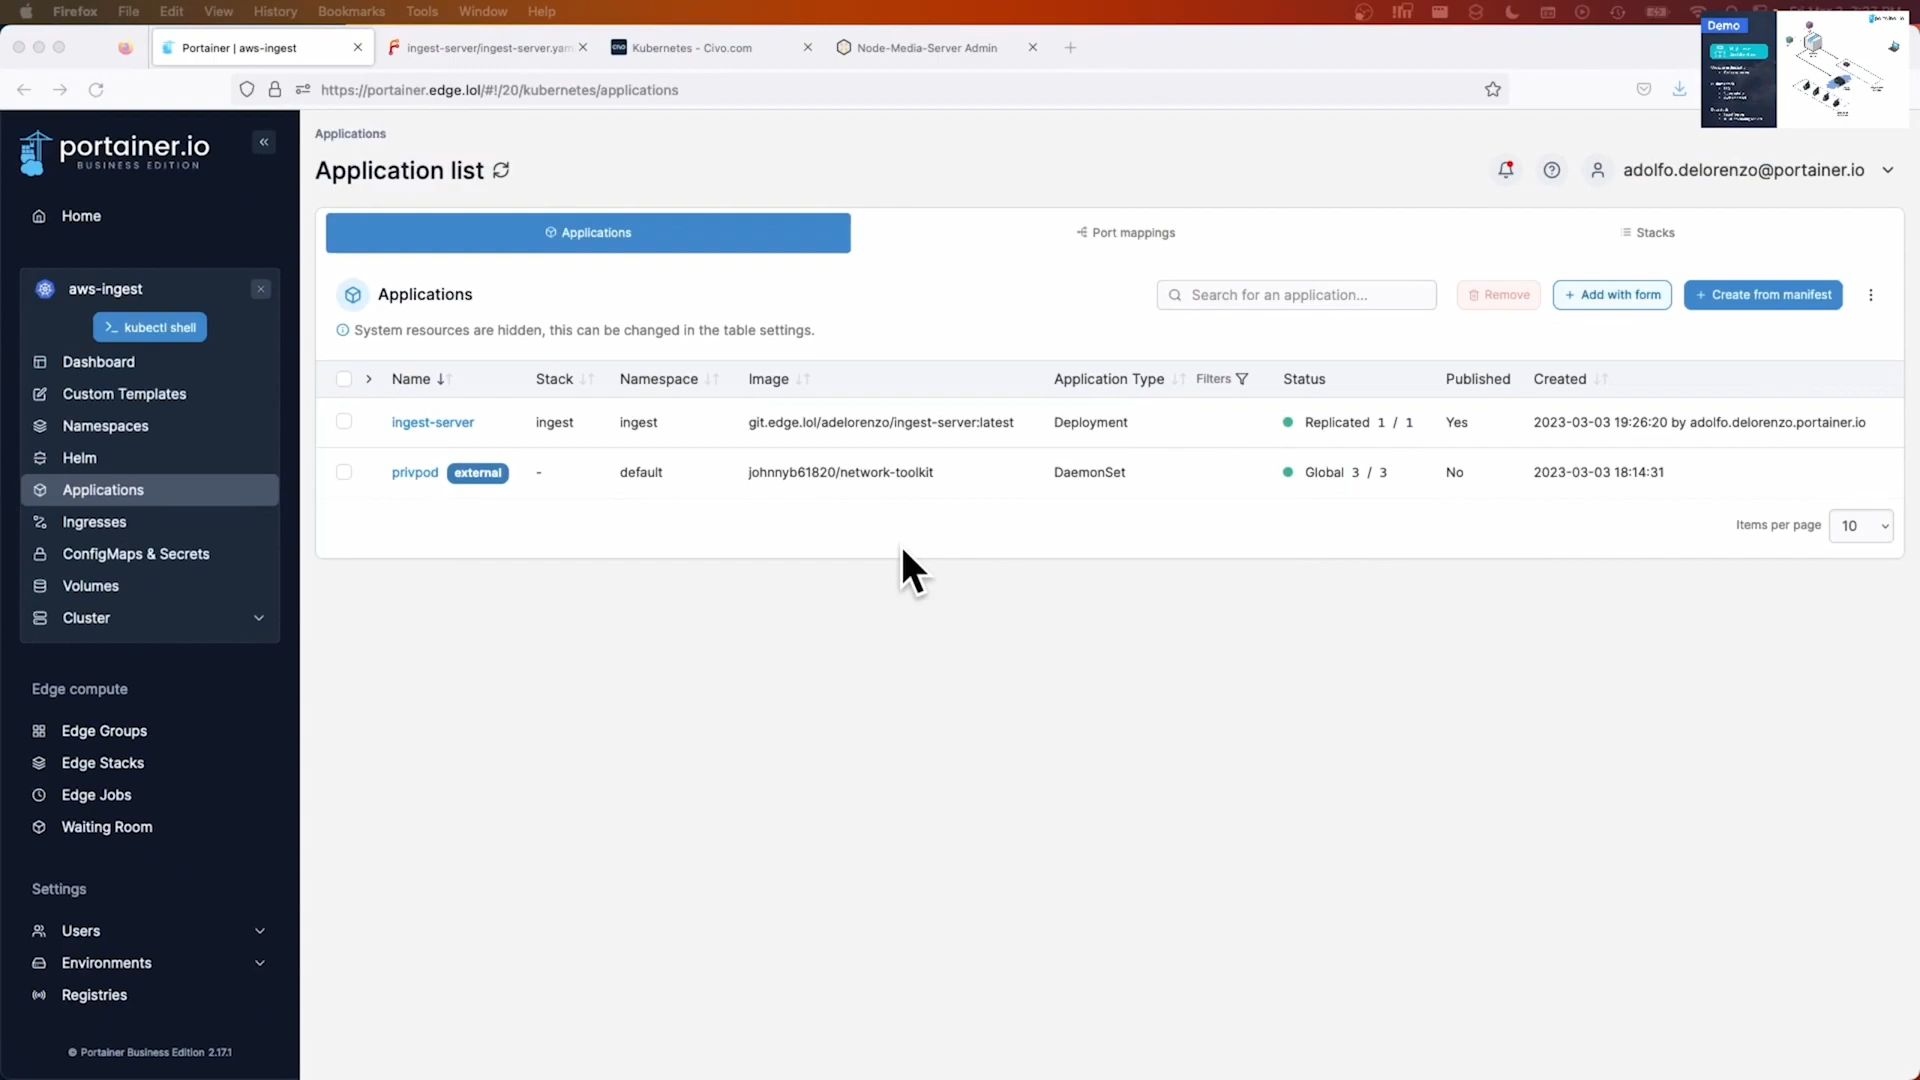 Firefox File Edit View History Bookmarks Tools Window Help
Portainer | aws-ingest
ingest-server/ingest-server.yam
Kubernetes - Civo.com
Node-Media-Server Admin
https://portainer.edge.lol/#!/20/kubernetes/applications
Demo
portainer.io
BUSINESS EDITION
Home
aws-ingest
kubectl shell
Dashboard
Custom Templates
Namespaces
Helm
Applications
Ingresses
ConfigMaps & Secrets
Volumes
Cluster
Edge compute
Edge Groups
Edge Stacks
Edge Jobs
Waiting Room
Settings
Users
Environments
Registries
© Portainer Business Edition 2.17.1
Applications
Application list
adolfo.delorenzo@portainer.io
Applications
Port mappings
Stacks
Applications
Search for an application...
Remove
+ Add with form
+ Create from manifest
System resources are hidden, this can be changed in the table settings.
Name Stack Namespace Image Application Type Filters Status Published Created
ingest-server ingest ingest git.edge.lol/adelorenzo/ingest-server:latest Deployment Replicated 1 / 1 Yes 2023-03-03 19:26:20 by adolfo.delorenzo.portainer.io
privpod external - default johnnyb61820/network-toolkit DaemonSet Global 3 / 3 No 2023-03-03 18:14:31
Items per page 10